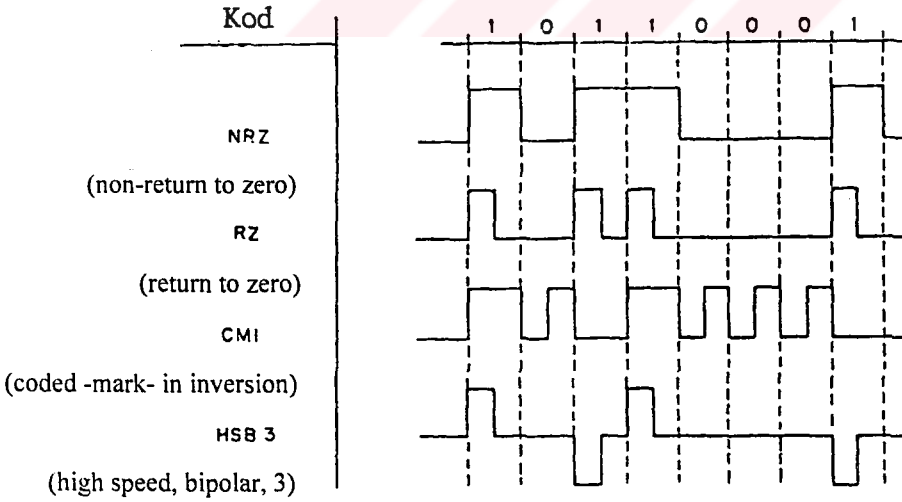 Kod
1 0 1 1 0 0 0 1
NRZ
(non-return to zero)
RZ
(return to zero)
CMI
(coded -mark- in inversion)
HSB 3
(high speed, bipolar, 3)